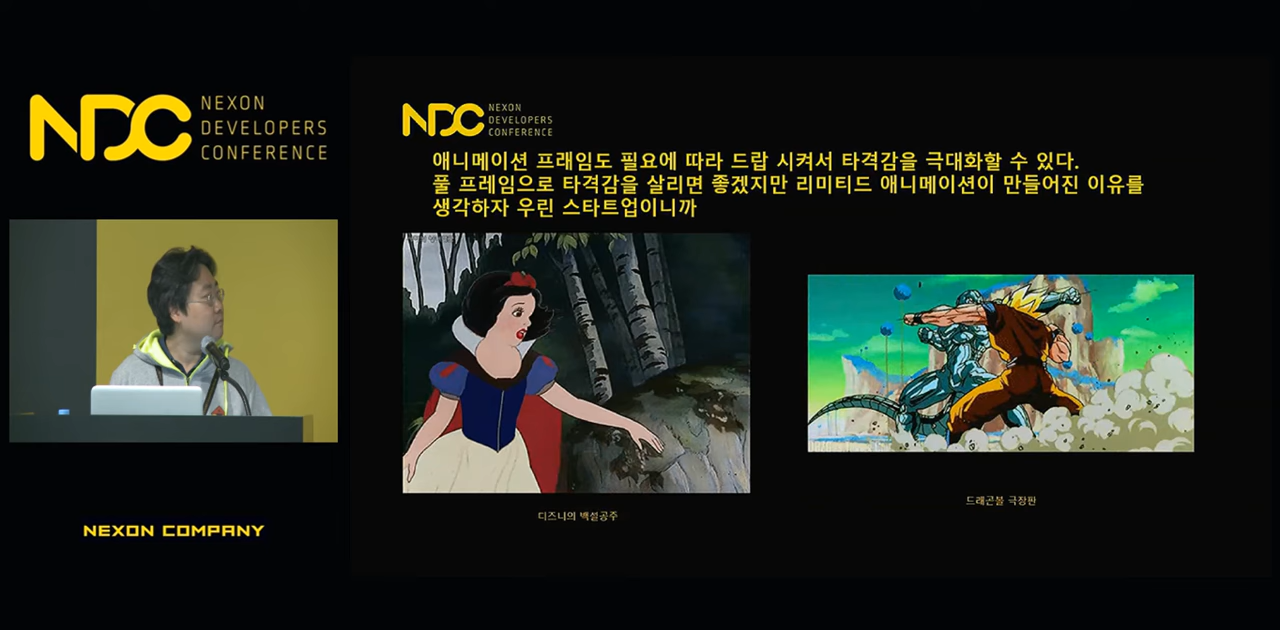 NDC
NEXON
DEVELOPERS
CONFERENCE
NEXON COMPANY
NDC
NEXON
DEVELOPERS
CONFERENCE
애니메이션 프래임도 필요에 따라 드랍 시켜서 타격감을 극대화할 수 있다.
풀 프레임으로 타격감을 살리면 좋겠지만 리미티드 애니메이션이 만들어진 이유를
생각하자 우린 스타트업이니까
디즈니의 백설공주
드래곤볼 극장판